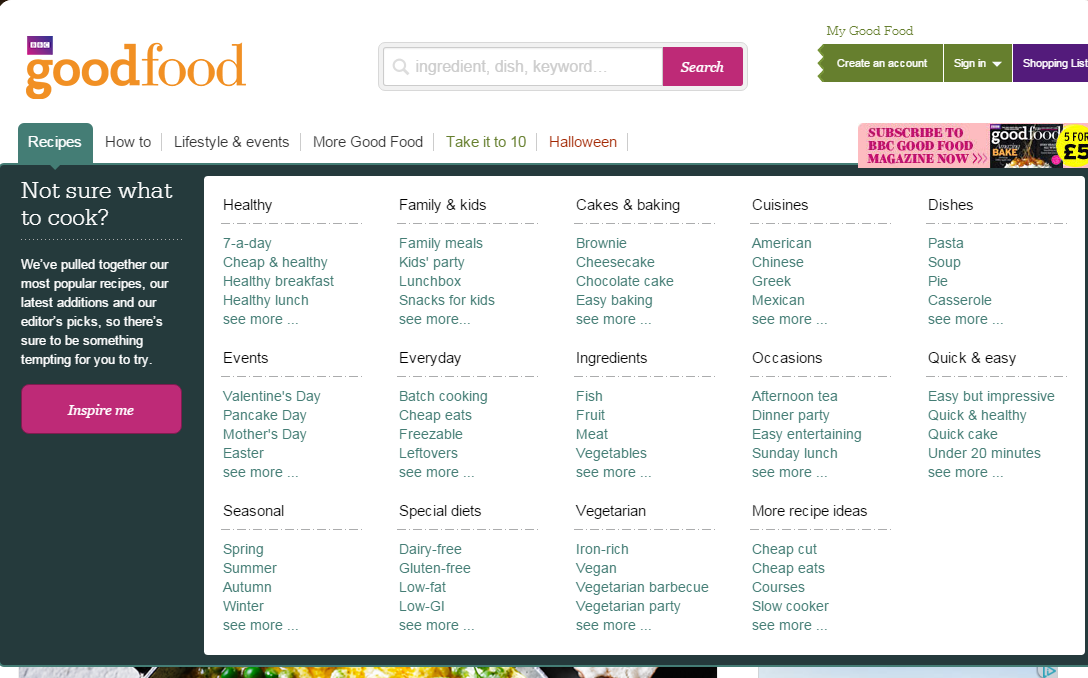 My Good Food
BBC
goodfood
ingredient, dish, keyword...
Search
Create an account
Sign in
Shopping List
Recipes
How to
Lifestyle & events
More Good Food
Take it to 10
Halloween
SUBSCRIBE TO
BBC GOOD FOOD
MAGAZINE NOW >>>
goodfood
Amazing
BAKE
5 FOR
£5
Not sure what
to cook?
We've pulled together our
most popular recipes, our
latest additions and our
editor's picks, so there's
sure to be something
tempting for you to try.
Inspire me
Healthy
7-a-day
Cheap & healthy
Healthy breakfast
Healthy lunch
see more ...
Family & kids
Family meals
Kids' party
Lunchbox
Snacks for kids
see more...
Cakes & baking
Brownie
Cheesecake
Chocolate cake
Easy baking
see more ...
Cuisines
American
Chinese
Greek
Mexican
see more ...
Dishes
Pasta
Soup
Pie
Casserole
see more ...
Events
Valentine's Day
Pancake Day
Mother's Day
Easter
see more ...
Everyday
Batch cooking
Cheap eats
Freezable
Leftovers
see more ...
Ingredients
Fish
Fruit
Meat
Vegetables
see more ...
Occasions
Afternoon tea
Dinner party
Easy entertaining
Sunday lunch
see more ...
Quick & easy
Easy but impressive
Quick & healthy
Quick cake
Under 20 minutes
see more ...
Seasonal
Spring
Summer
Autumn
Winter
see more ...
Special diets
Dairy-free
Gluten-free
Low-fat
Low-GI
see more ...
Vegetarian
Iron-rich
Vegan
Vegetarian barbecue
Vegetarian party
see more ...
More recipe ideas
Cheap cut
Cheap eats
Courses
Slow cooker
see more ...